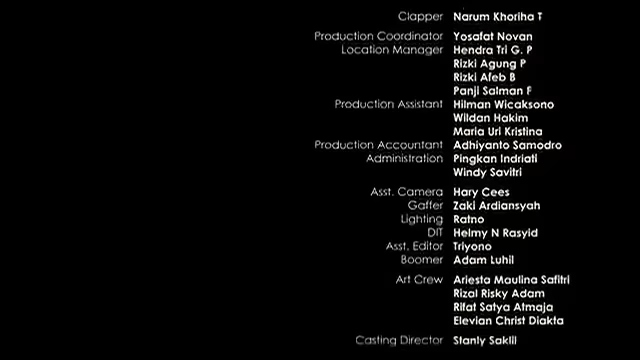 Clapper Narum Khoriha T
Production Coordinator Yosafat Novan
Location Manager Hendra Tri G. P
Rizki Agung P
Rizki Afeb B
Panji Salman F
Production Assistant Hilman Wicaksono
Wildan Hakim
Maria Uri Kristina
Production Accountant Adhiyanto Samodro
Administration Pingkan Indriati
Windy Savitri
Asst. Camera Hary Cees
Gaffer Zaki Ardiansyah
Lighting Ratno
DIT Helmy N Rasyid
Asst. Editor Triyono
Boomer Adam Luhil
Art Crew Ariesta Maulina Safitri
Rizal Risky Adam
Rifat Satya Atmaja
Elevian Christ Diakta
Casting Director Stanly Saklil